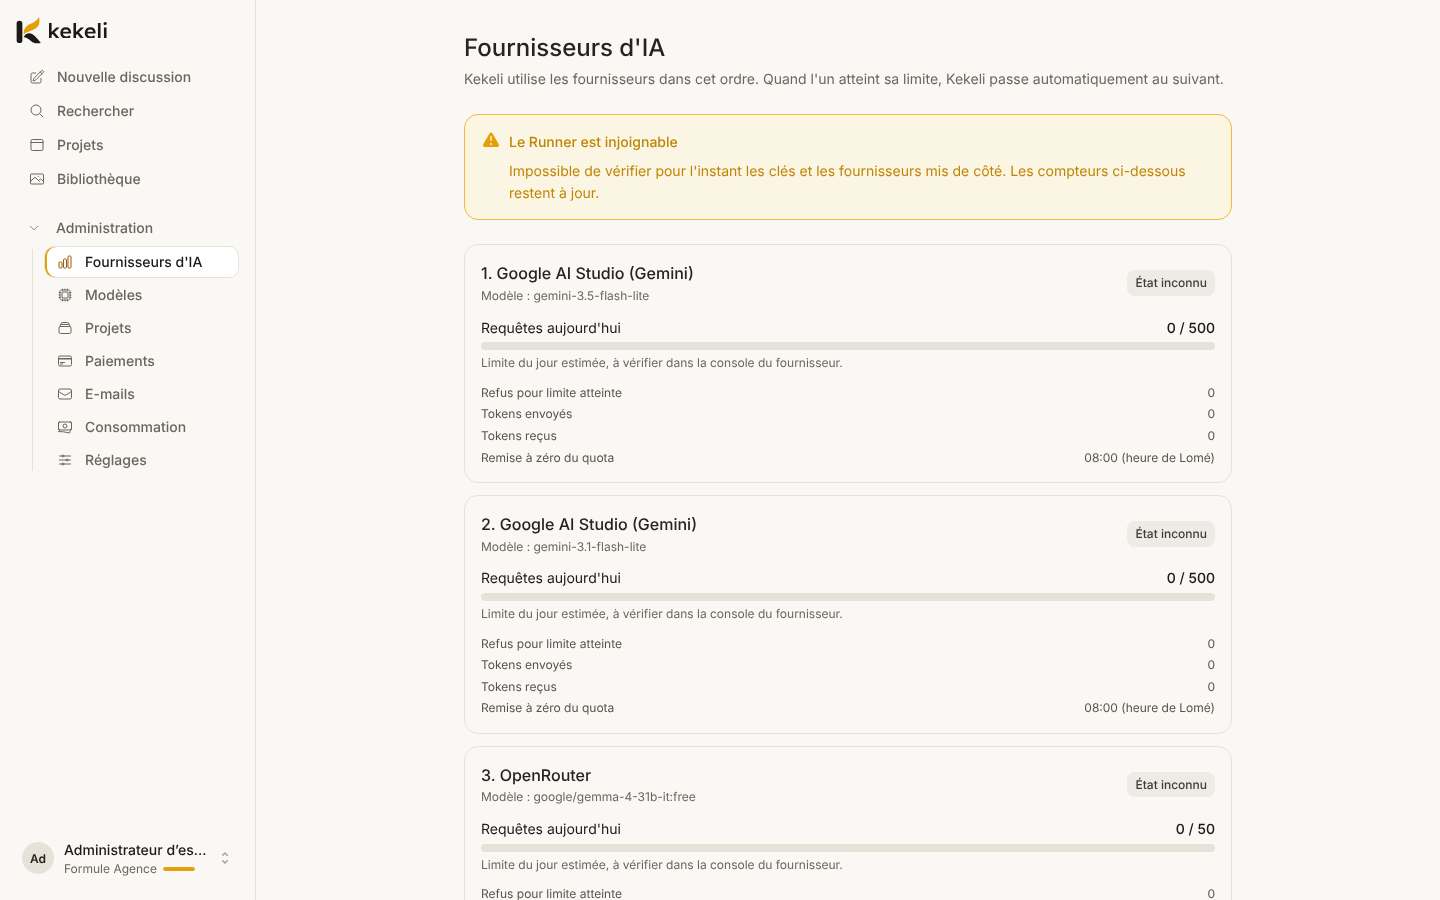 kekeli
Nouvelle discussion
Rechercher
Projets
Bibliothèque
Administration
Fournisseurs d'IA
Modèles
Projets
Paiements
E-mails
Consommation
Réglages
Ad
Administrateur d'es...
Formule Agence
Fournisseurs d'IA
Kekeli utilise les fournisseurs dans cet ordre. Quand l'un atteint sa limite, Kekeli passe automatiquement au suivant.
Le Runner est injoignable
Impossible de vérifier pour l'instant les clés et les fournisseurs mis de côté. Les compteurs ci-dessous
restent à jour.
1. Google AI Studio (Gemini)
Modèle : gemini-3.5-flash-lite
État inconnu
Requêtes aujourd'hui 0 / 500
Limite du jour estimée, à vérifier dans la console du fournisseur.
Refus pour limite atteinte 0
Tokens envoyés 0
Tokens reçus 0
Remise à zéro du quota 08:00 (heure de Lomé)
2. Google AI Studio (Gemini)
Modèle : gemini-3.1-flash-lite
État inconnu
Requêtes aujourd'hui 0 / 500
Limite du jour estimée, à vérifier dans la console du fournisseur.
Refus pour limite atteinte 0
Tokens envoyés 0
Tokens reçus 0
Remise à zéro du quota 08:00 (heure de Lomé)
3. OpenRouter
Modèle : google/gemma-4-31b-it:free
État inconnu
Requêtes aujourd'hui 0 / 50
Limite du jour estimée, à vérifier dans la console du fournisseur.
Refus pour limite atteinte 0